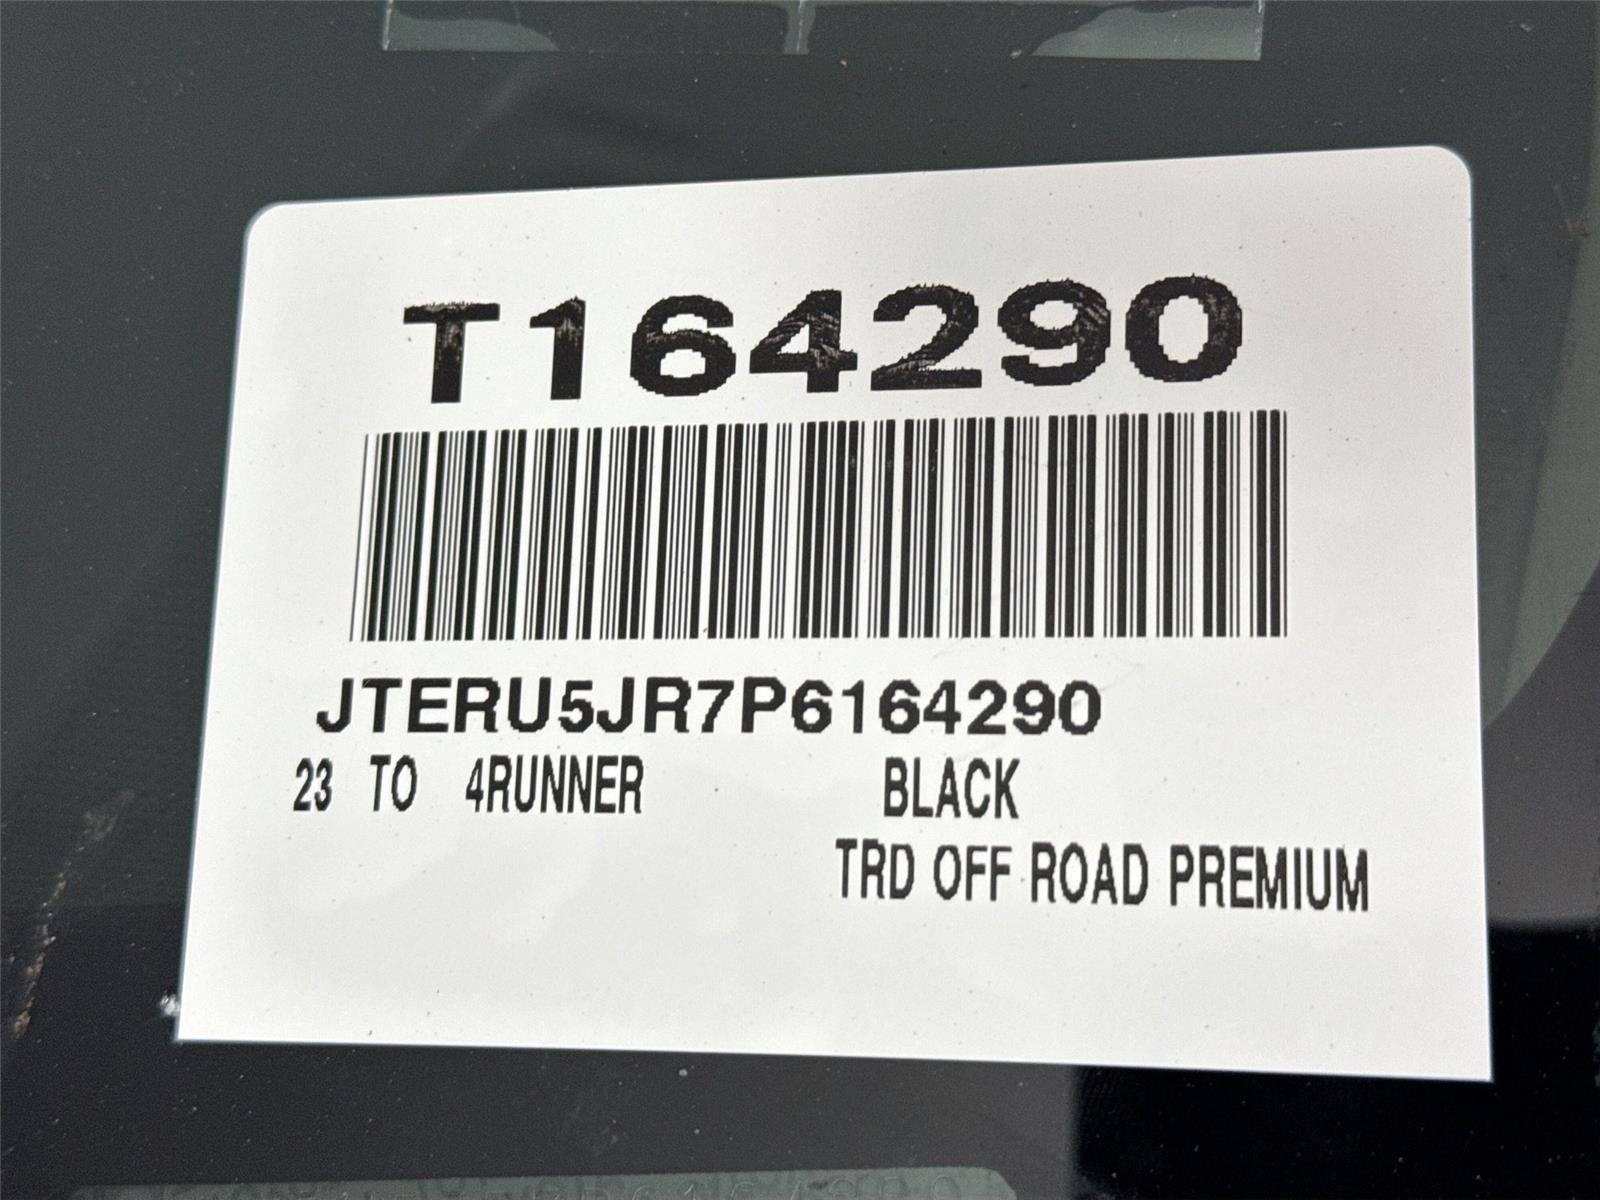 T164290
JTERU5JR7P6164290
23 TO 4RUNNER BLACK
TRD OFF ROAD PREMIUM